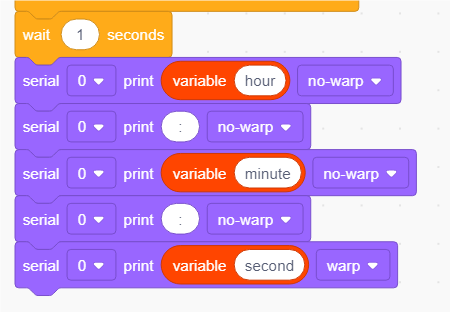 wait 1 seconds
serial 0 print variable hour no-warp
serial 0 print : no-warp
serial 0 print variable minute no-warp
serial 0 print : no-warp
serial 0 print variable second warp